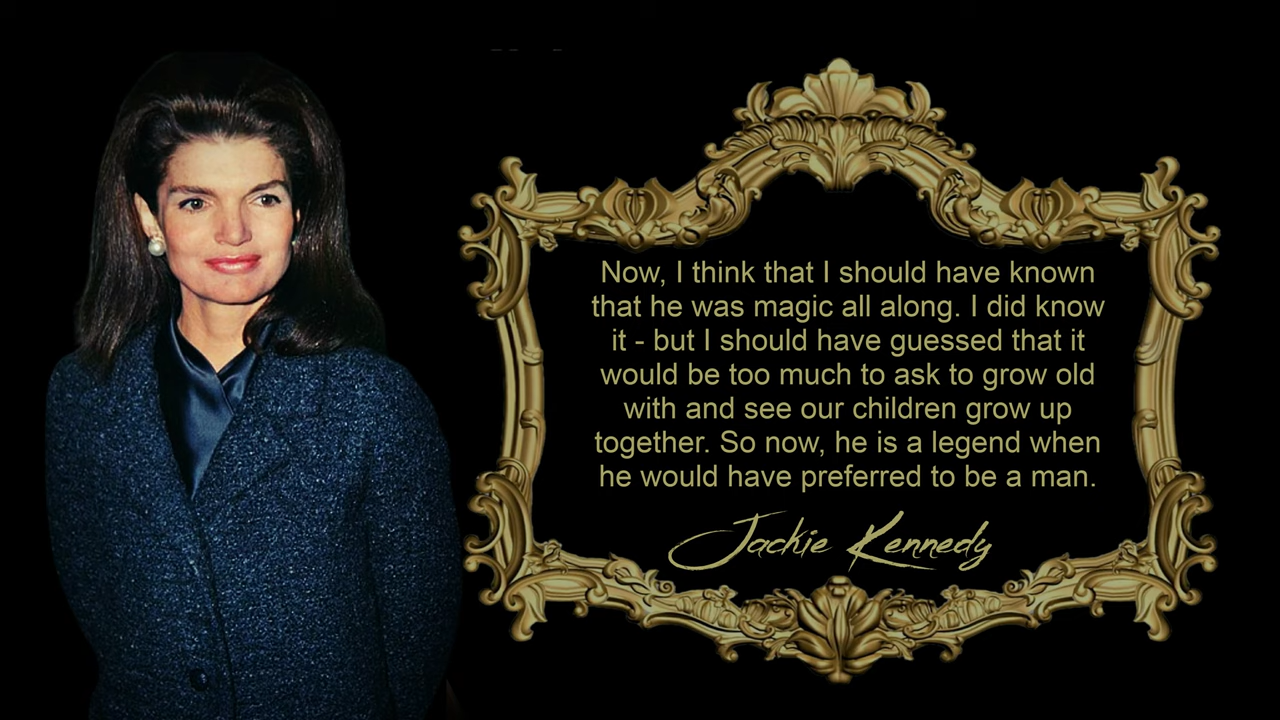 Now, I think that I should have known
that he was magic all along. I did know
it - but I should have guessed that it
would be too much to ask to grow old
with and see our children grow up
together. So now, he is a legend when
he would have preferred to be a man.
Jackie Kennedy